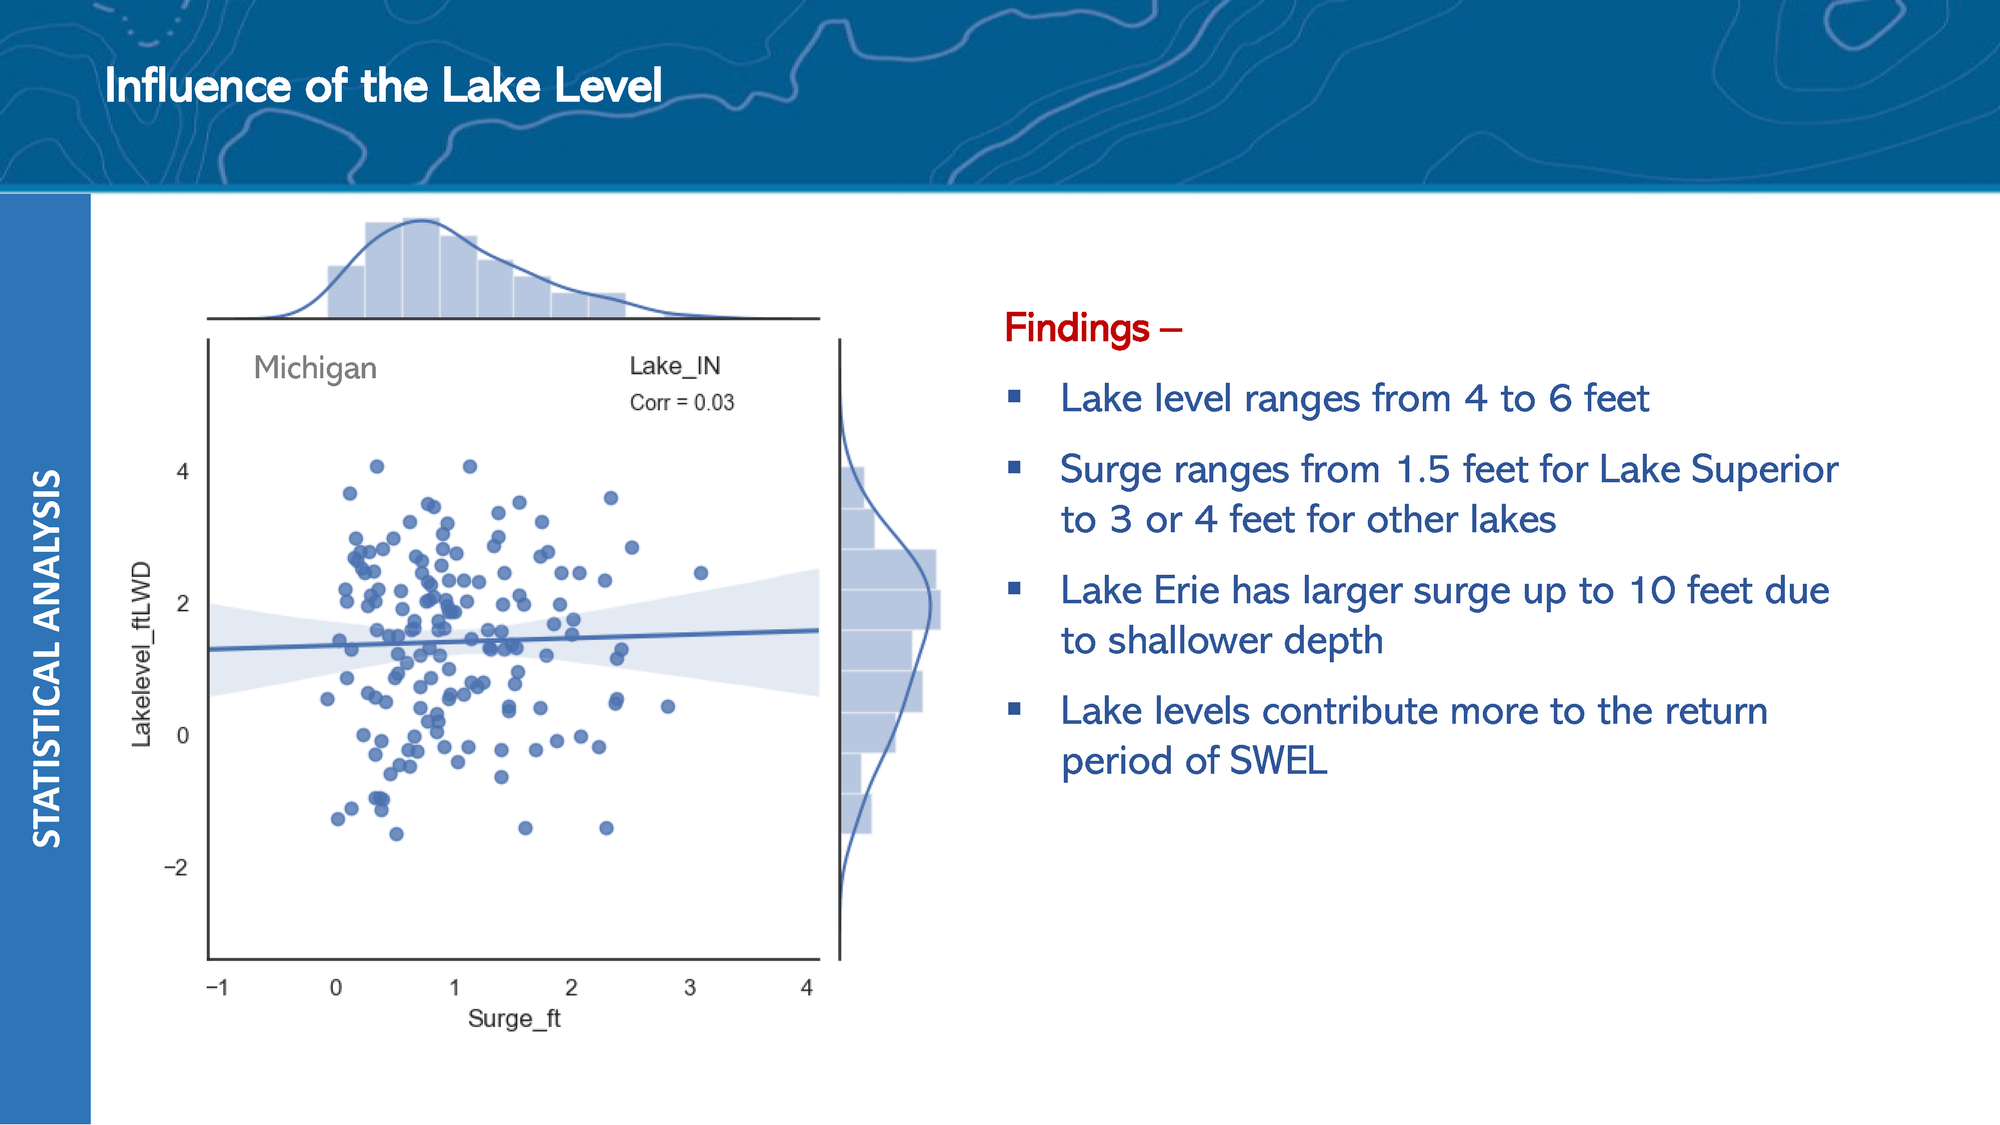 Influence of the Lake Level
STATISTICAL ANALYSIS
Michigan
Lake_IN
Corr = 0.03
Lakelevel_ftLWD
4
2
0
−2
−1
0
1
2
3
4
Surge_ft
Findings –
▪ Lake level ranges from 4 to 6 feet
▪ Surge ranges from 1.5 feet for Lake Superior
to 3 or 4 feet for other lakes
▪ Lake Erie has larger surge up to 10 feet due
to shallower depth
▪ Lake levels contribute more to the return
period of SWEL